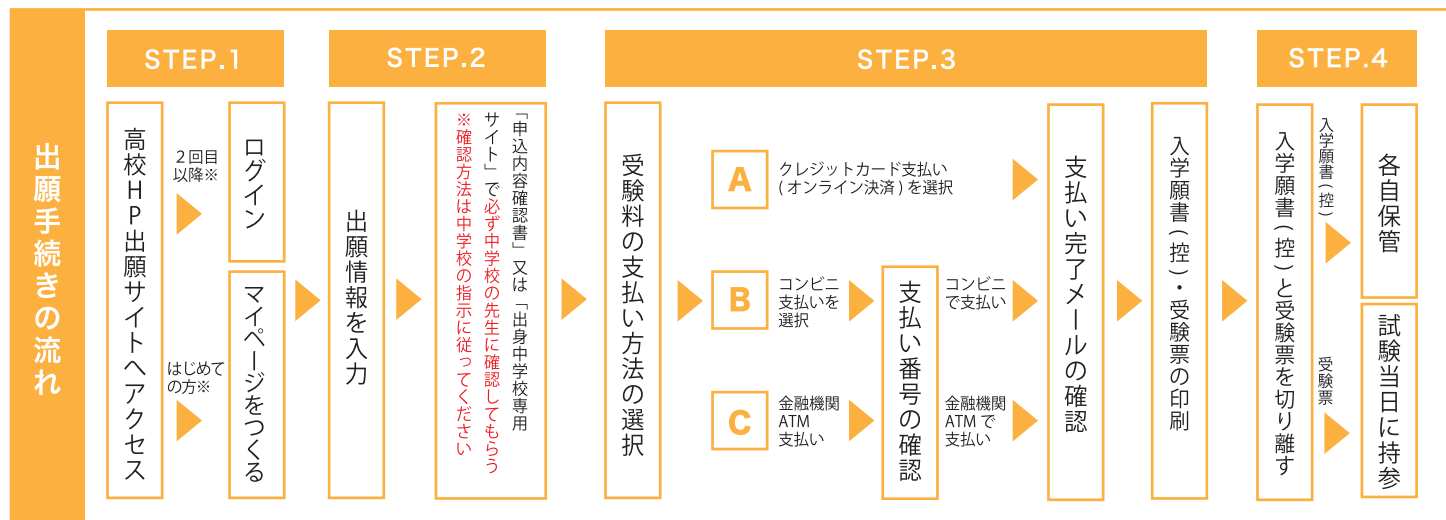 出願手続きの流れ
STEP.1
高校HP出願サイトへアクセス
2回目
以降※
ログイン
はじめて
の方※
マイページをつくる
STEP.2
出願情報を入力
「申込内容確認書」又は「出身中学校専用
サイト」で必ず中学校の先生に確認してもらう
※確認方法は中学校の指示に従ってください
STEP.3
受験料の支払い方法の選択
A
クレジットカード支払い
(オンライン決済)を選択
B
コンビニ
支払いを
選択
C
金融機関
ATM
支払い
支払い番号の確認
コンビニ
で支払い
金融機関
ATMで
支払い
支払い完了メールの確認
入学願書(控)・受験票の印刷
STEP.4
入学願書(控)と受験票を切り離す
入学願書(控)
各自保管
受験票
試験当日に持参